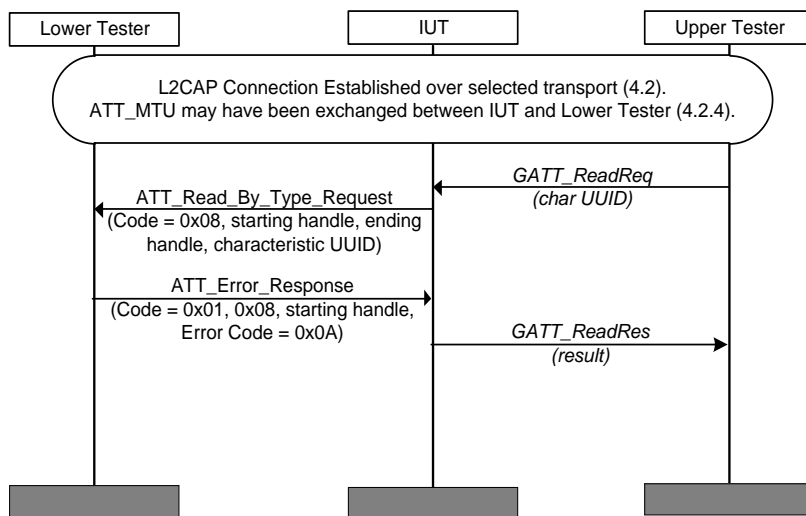 Lower Tester
IUT
Upper Tester
L2CAP Connection Established over selected transport (4.2).
ATT_MTU may have been exchanged between IUT and Lower Tester (4.2.4).
GATT_ReadReq
(char UUID)
ATT_Read_By_Type_Request
(Code = 0x08, starting handle, ending
handle, characteristic UUID)
ATT_Error_Response
(Code = 0x01, 0x08, starting handle,
Error Code = 0x0A)
GATT_ReadRes
(result)